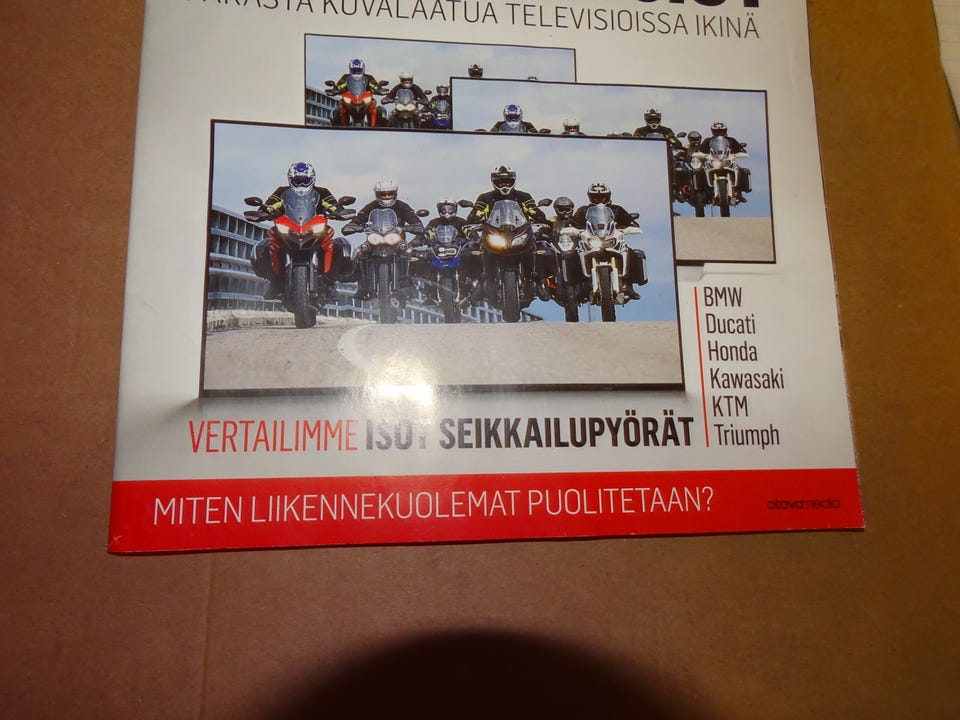 PARASTA KUVALAATUA TELEVISIOISSA IKINÄ
BMW
Ducati
Honda
Kawasaki
KTM
Triumph
VERTAILIMME ISOT SEIKKAILUPYÖRÄT
MITEN LIIKENNEKUOLEMAT PUOLITETAAN?
otavamedia